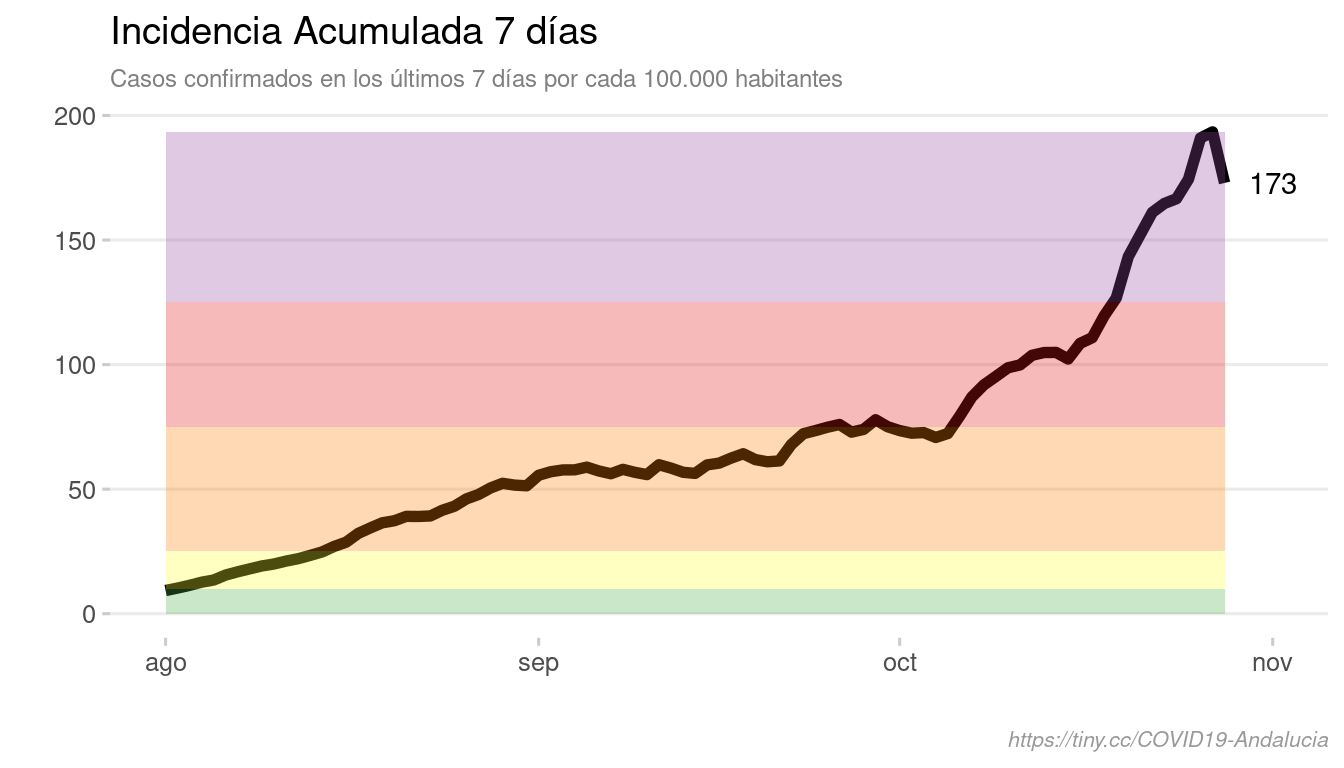 Incidencia Acumulada 7 días
Casos confirmados en los últimos 7 días por cada 100.000 habitantes
200
173
150
100
50
0
ago sep oct nov
https://tiny.cc/COVID19-Andalucia